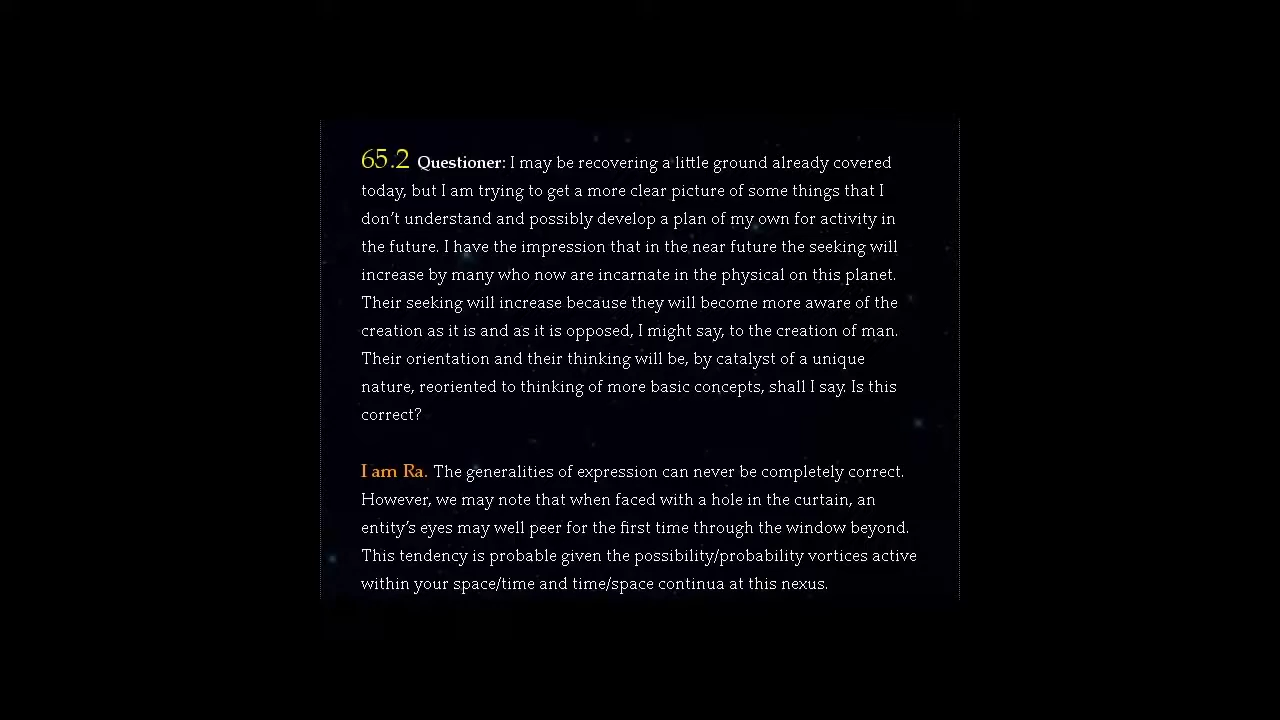 65.2 Questioner: I may be recovering a little ground already covered
today, but I am trying to get a more clear picture of some things that I
don't understand and possibly develop a plan of my own for activity in
the future. I have the impression that in the near future the seeking will
increase by many who now are incarnate in the physical on this planet.
Their seeking will increase because they will become more aware of the
creation as it is and as it is opposed, I might say, to the creation of man.
Their orientation and their thinking will be, by catalyst of a unique
nature, reoriented to thinking of more basic concepts, shall I say. Is this
correct?
I am Ra. The generalities of expression can never be completely correct.
However, we may note that when faced with a hole in the curtain, an
entity's eyes may well peer for the first time through the window beyond.
This tendency is probable given the possibility/probability vortices active
within your space/time and time/space continua at this nexus.